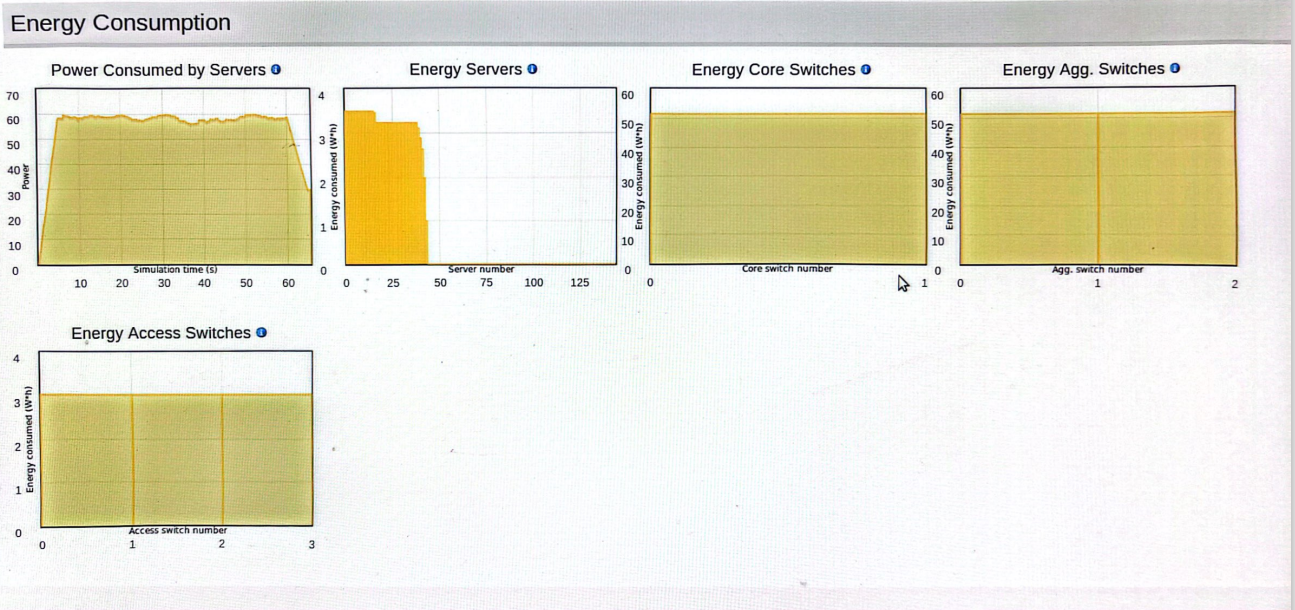 Energy Consumption
Power Consumed by Servers
70
60
50
40
30
20
10
0
Power
Simulation time (s)
10 20 30 40 50 60
Energy Servers
4
3
2
1
0
Energy consumed (W*h)
Server number
0 25 50 75 100 125
Energy Core Switches
60
50
40
30
20
10
0
Energy consumed (W*h)
Core switch number
0 1
Energy Agg. Switches
60
50
40
30
20
10
0
Energy consumed (W*h)
Agg. switch number
0 1 2
Energy Access Switches
4
3
2
1
0
Energy consumed (W*h)
Access switch number
0 1 2 3